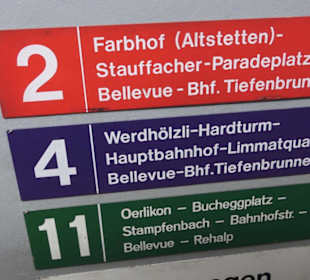 2
Farbhof (Altstetten)-
Stauffacher-Paradeplatz
Bellevue - Bhf. Tiefenbrun
4
Werdhölzli-Hardturm-
Hauptbahnhof-Limmatqua
Bellevue-Bhf. Tiefenbrunne
11
Oerlikon - Bucheggplatz -
Stampfenbach - Bahnhofstr. -
Bellevue - Rehalp